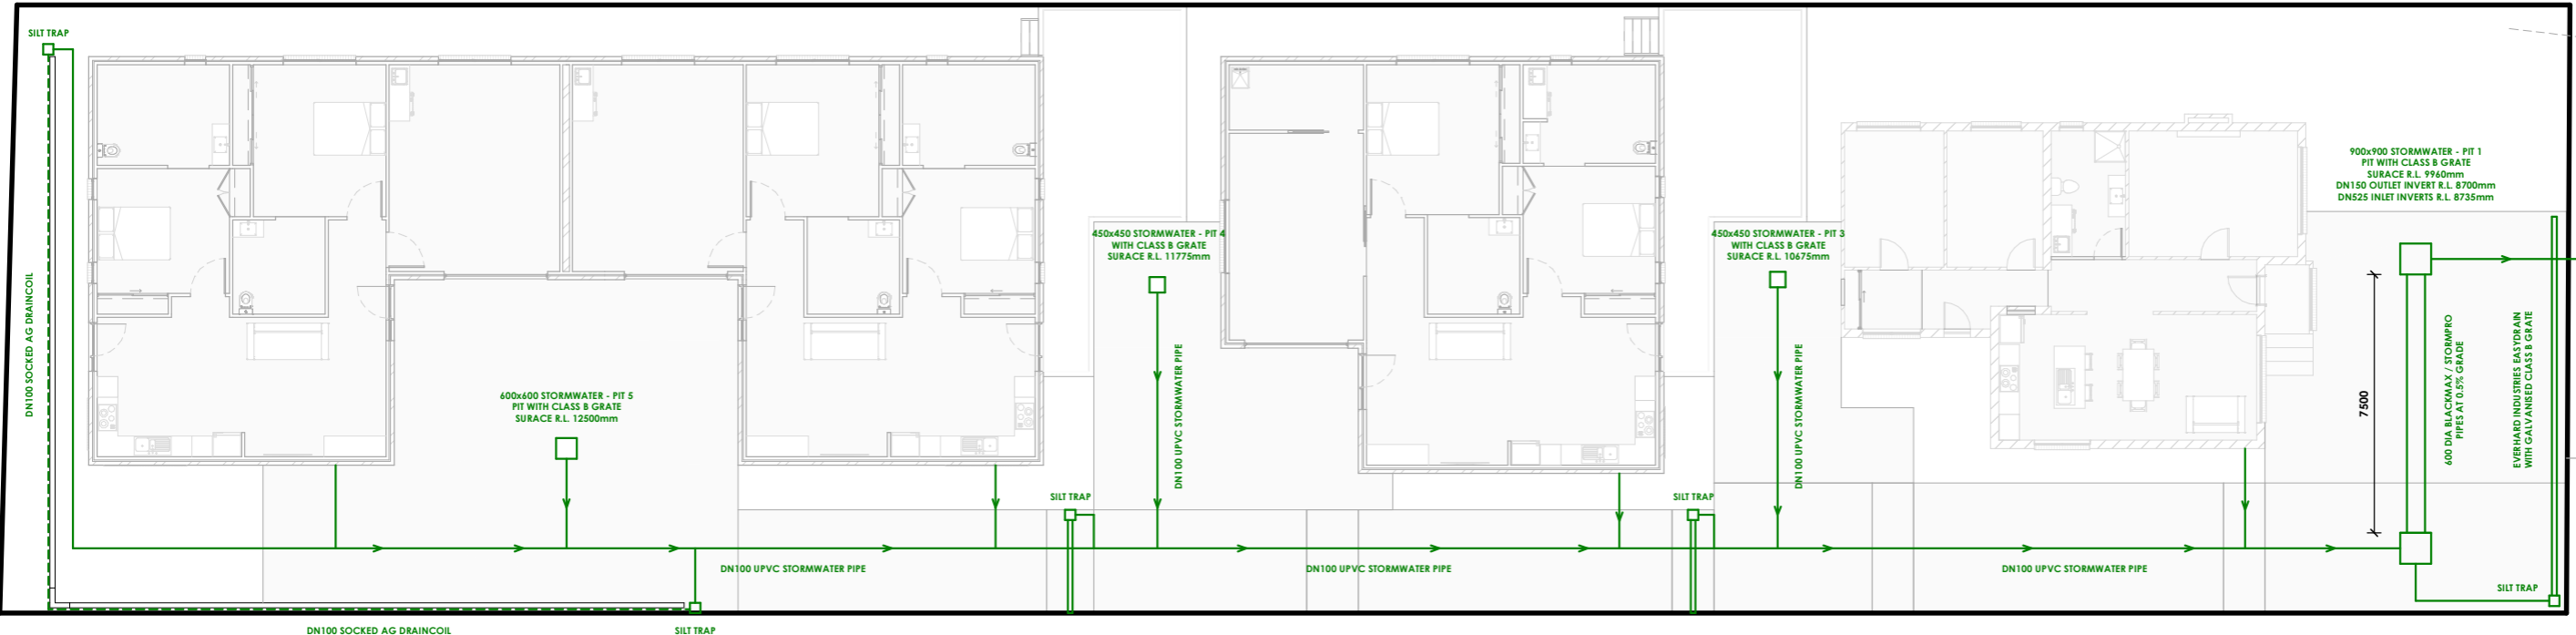 SILT TRAP
DN100 SOCKED AG DRAINCOIL
600x600 STORMWATER - PIT 5
PIT WITH CLASS B GRATE
SURACE R.L. 12500mm
450x450 STORMWATER - PIT 4
WITH CLASS B GRATE
SURACE R.L. 11775mm
DN100 UPVC STORMWATER PIPE
450x450 STORMWATER - PIT 3
WITH CLASS B GRATE
SURACE R.L. 10675mm
DN100 UPVC STORMWATER PIPE
900x900 STORMWATER - PIT 1
PIT WITH CLASS B GRATE
SURACE R.L. 9960mm
DN150 OUTLET INVERT R.L. 8700mm
DN525 INLET INVERTS R.L. 8735mm
7500
600 DIA BLACKMAX / STORMPRO
PIPES AT 0.5% GRADE
EVERHARD INDUSTRIES EASYDRAIN
WITH GALVANISED CLASS B GRATE
SILT TRAP
SILT TRAP
DN100 UPVC STORMWATER PIPE
DN100 UPVC STORMWATER PIPE
DN100 UPVC STORMWATER PIPE
SILT TRAP
DN100 SOCKED AG DRAINCOIL
SILT TRAP